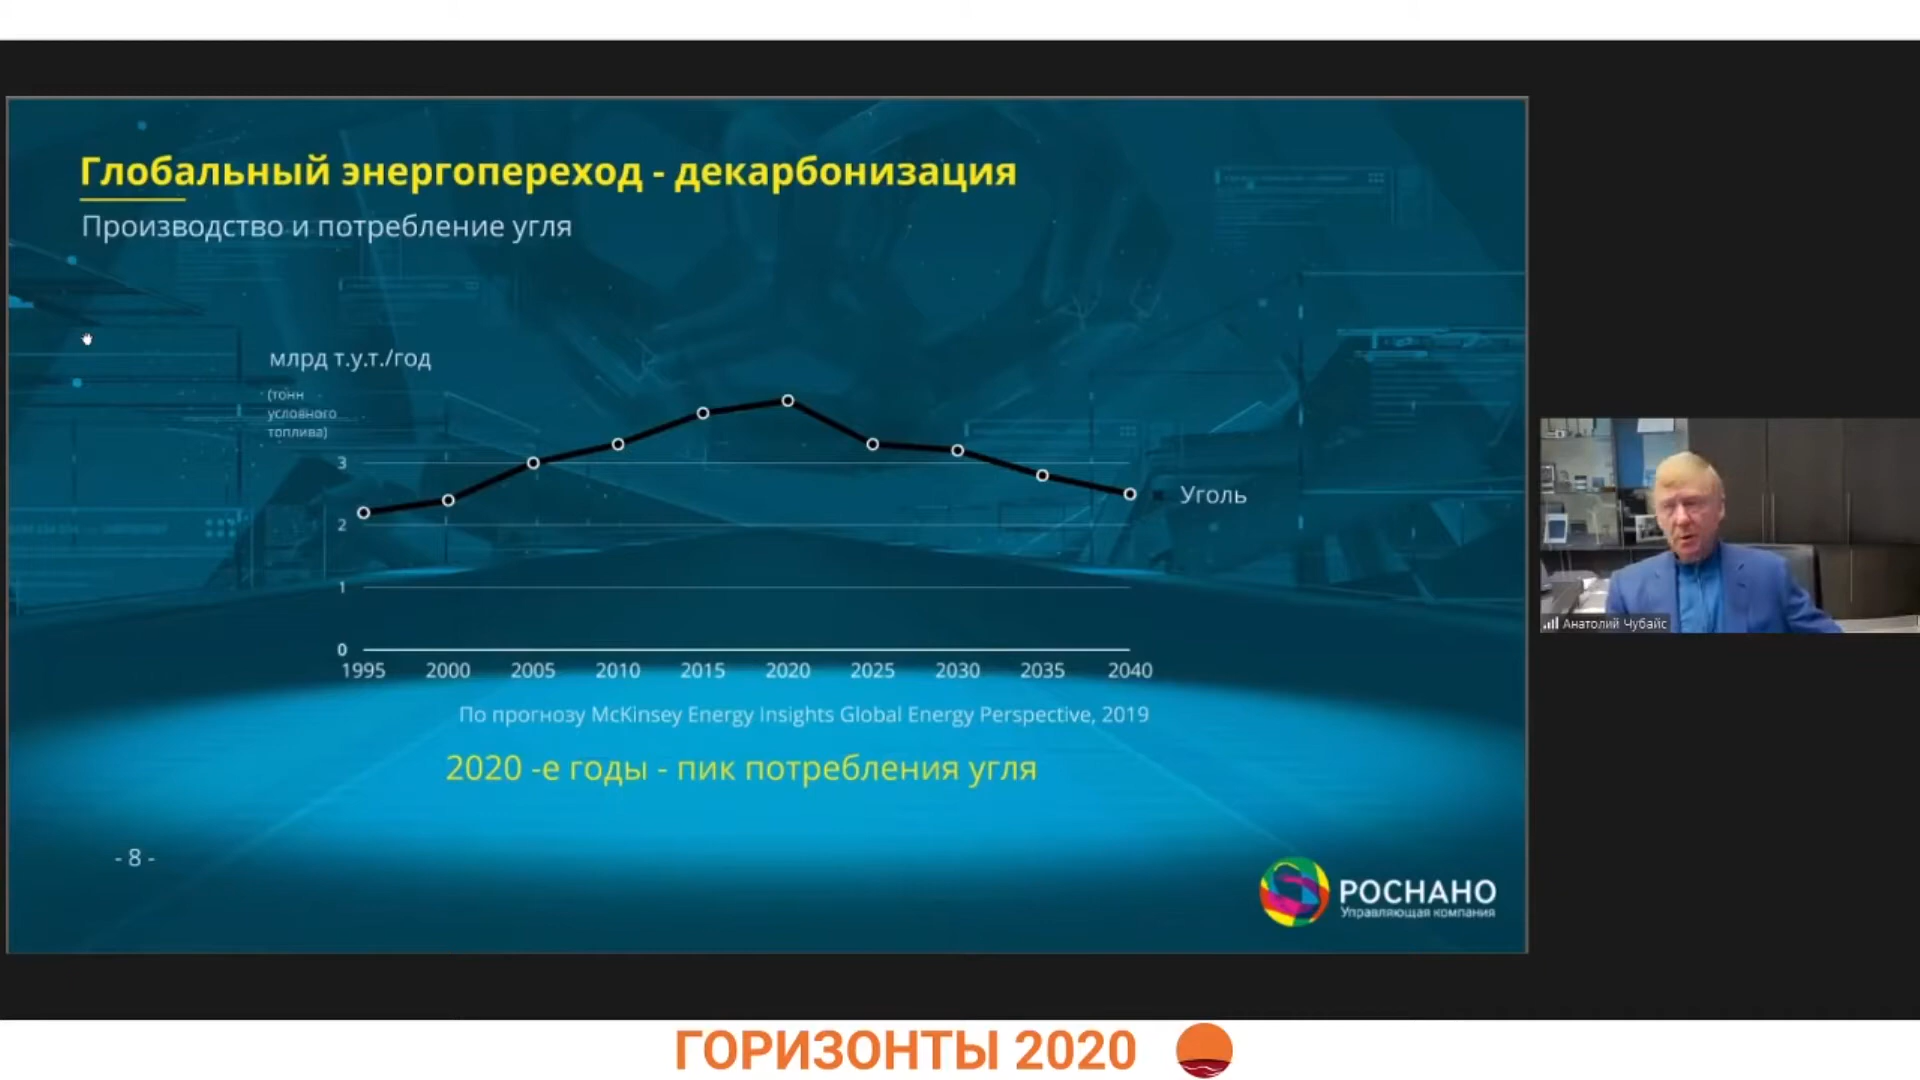 Глобальный энергопереход - декарбонизация
Производство и потребление угля
млрд т.у.т./год
(тонн
условного
топлива)
3
2
1
0
Уголь
1995 2000 2005 2010 2015 2020 2025 2030 2035 2040
По прогнозу McKinsey Energy Insights Global Energy Perspective, 2019
2020 -е годы - пик потребления угля
- 8 -
РОСНАНО
Управляющая компания
Анатолий Чубайс
ГОРИЗОНТЫ 2020